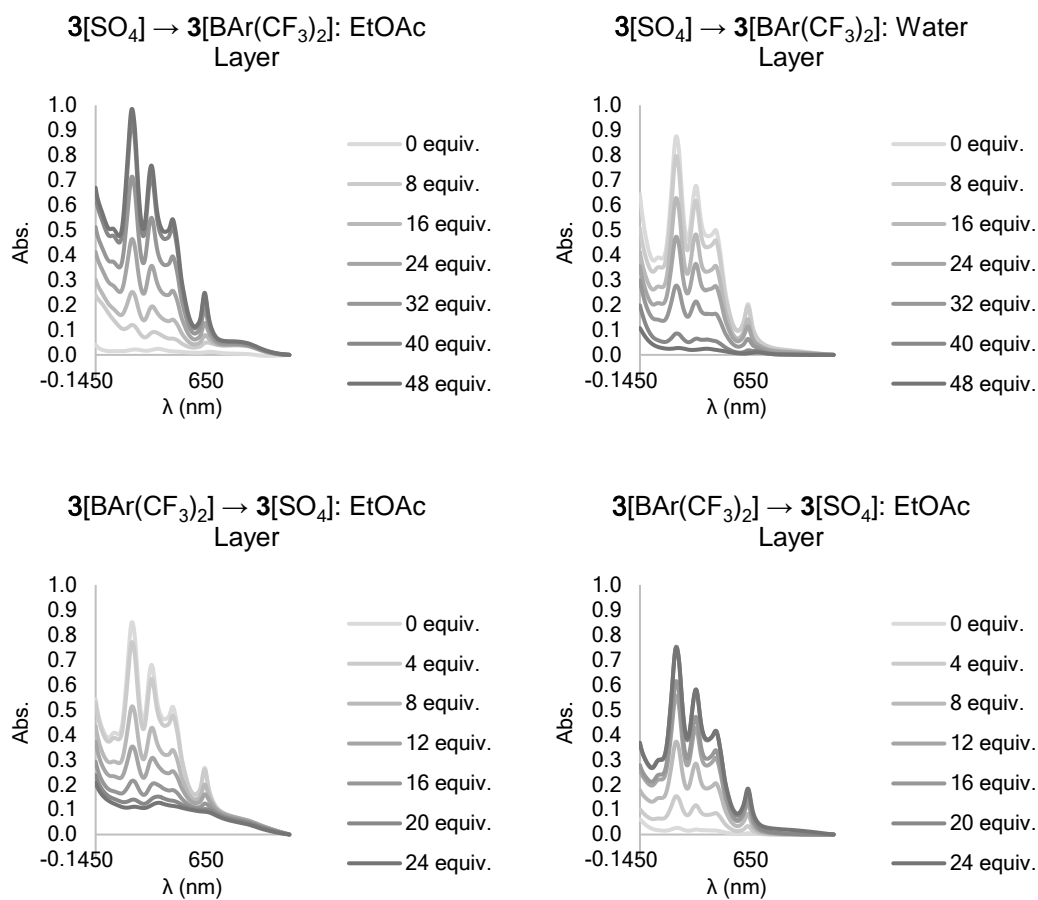 3[SO₄] → 3[BAr(CF₃)₂]: EtOAc
Layer
1.0
0.9
0.8
0.7
0.6
0.5
0.4
0.3
0.2
0.1
0.0
-0.1450
650
Abs.
λ (nm)
0 equiv.
8 equiv.
16 equiv.
24 equiv.
32 equiv.
40 equiv.
48 equiv.
3[SO₄] → 3[BAr(CF₃)₂]: Water
Layer
1.0
0.9
0.8
0.7
0.6
0.5
0.4
0.3
0.2
0.1
0.0
-0.1450
650
Abs.
λ (nm)
0 equiv.
8 equiv.
16 equiv.
24 equiv.
32 equiv.
40 equiv.
48 equiv.
3[BAr(CF₃)₂] → 3[SO₄]: EtOAc
Layer
1.0
0.9
0.8
0.7
0.6
0.5
0.4
0.3
0.2
0.1
0.0
-0.1450
650
Abs.
λ (nm)
0 equiv.
4 equiv.
8 equiv.
12 equiv.
16 equiv.
20 equiv.
24 equiv.
3[BAr(CF₃)₂] → 3[SO₄]: EtOAc
Layer
1.0
0.9
0.8
0.7
0.6
0.5
0.4
0.3
0.2
0.1
0.0
-0.1450
650
Abs.
λ (nm)
0 equiv.
4 equiv.
8 equiv.
12 equiv.
16 equiv.
20 equiv.
24 equiv.